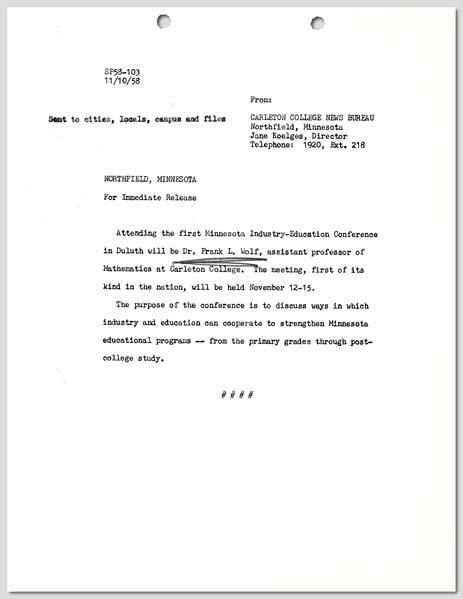 SP58-103
11/10/58
From:
Sent to cities, locals, campus and files
CARLETON COLLEGE NEWS BUREAU
Northfield, Minnesota
Jane Koelges, Director
Telephone: 1920, Ext. 218
NORTHFIELD, MINNESOTA
For Immediate Release
Attending the first Minnesota Industry-Education Conference
in Duluth will be Dr. Frank L. Wolf, assistant professor of
Mathematics at Carleton College. The meeting, first of its
kind in the nation, will be held November 12-15.
The purpose of the conference is to discuss ways in which
industry and education can cooperate to strengthen Minnesota
educational programs -- from the primary grades through post-
college study.
# # # #